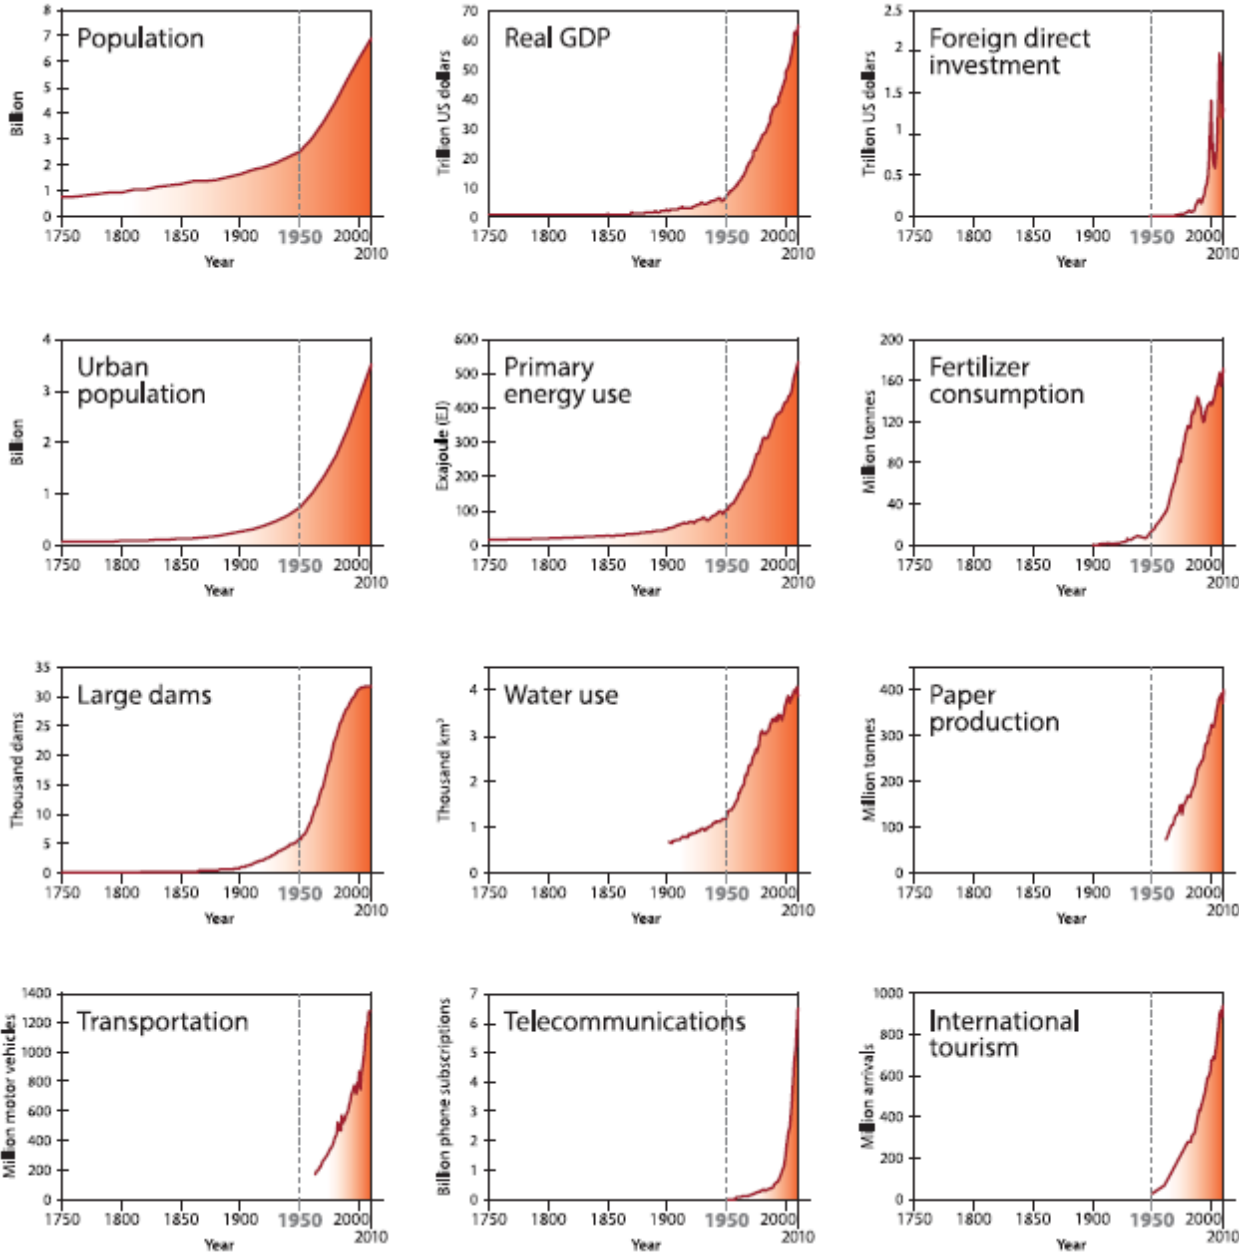 Population
Billion
8
7
6
5
4
3
2
1
0
1750 1800 1850 1900 1950 2000
2010
Year
Real GDP
Trillion US dollars
70
60
50
40
30
20
10
0
1750 1800 1850 1900 1950 2000
2010
Year
Foreign direct
investment
Trillion US dollars
2.5
2
1.5
1
0.5
0
1750 1800 1850 1900 1950 2000
2010
Year
Urban
population
Billion
4
3
2
1
0
1750 1800 1850 1900 1950 2000
2010
Year
Primary
energy use
Exajoule (EJ)
600
500
400
300
200
100
0
1750 1800 1850 1900 1950 2000
2010
Year
Fertilizer
consumption
Million tonnes
200
160
120
80
40
0
1750 1800 1850 1900 1950 2000
2010
Year
Large dams
Thousand dams
35
30
25
20
15
10
5
0
1750 1800 1850 1900 1950 2000
2010
Year
Water use
Thousand km³
4
3
2
1
0
1750 1800 1850 1900 1950 2000
2010
Year
Paper
production
Million tonnes
400
300
200
100
0
1750 1800 1850 1900 1950 2000
2010
Year
Transportation
Million motor vehicles
1400
1200
1000
800
600
400
200
0
1750 1800 1850 1900 1950 2000
2010
Year
Telecommunications
Billion phone subscriptions
7
6
5
4
3
2
1
0
1750 1800 1850 1900 1950 2000
2010
Year
International
tourism
Million arrivals
1000
800
600
400
200
0
1750 1800 1850 1900 1950 2000
2010
Year